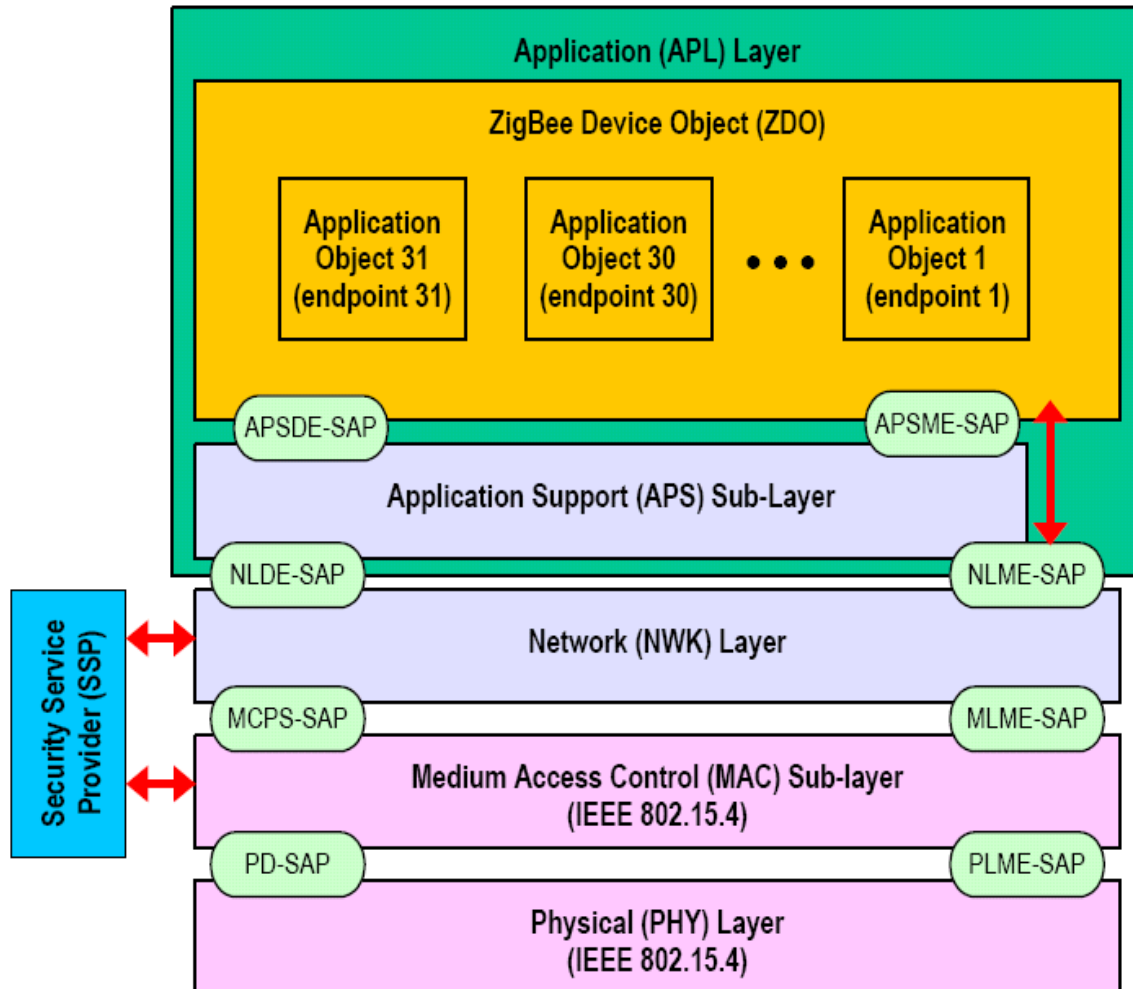 Application (APL) Layer
ZigBee Device Object (ZDO)
Application
Object 31
(endpoint 31)
Application
Object 30
(endpoint 30)
• • •
Application
Object 1
(endpoint 1)
APSDE-SAP
APSME-SAP
Application Support (APS) Sub-Layer
NLDE-SAP
NLME-SAP
Security Service
Provider (SSP)
Network (NWK) Layer
MCPS-SAP
MLME-SAP
Medium Access Control (MAC) Sub-layer
(IEEE 802.15.4)
PD-SAP
PLME-SAP
Physical (PHY) Layer
(IEEE 802.15.4)